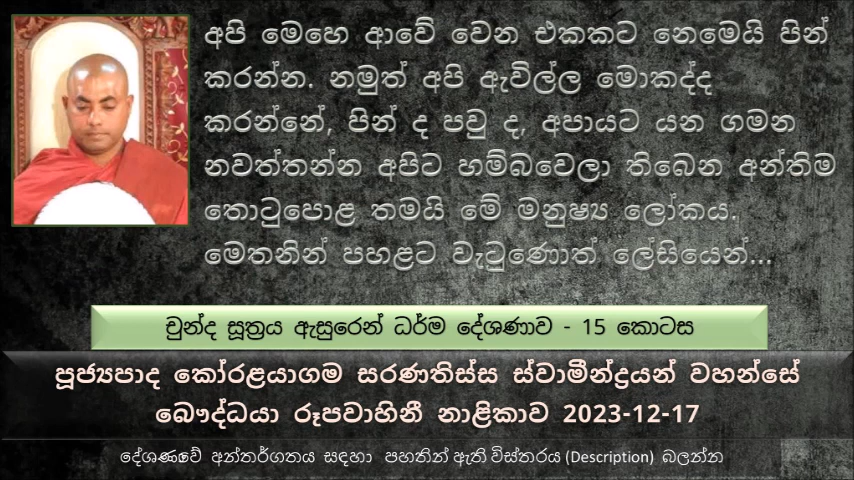 අපි මෙහෙ ආවේ වෙන එකකට නෙමෙයි පින්
කරන්න. නමුත් අපි ඇවිල්ල මොකද්ද
කරන්නේ, පින් ද පවු ද, අපායට යන ගමන
නවත්තන්න අපිට හම්බවෙලා තිබෙන අන්තිම
තොටුපොළ තමයි මේ මනුෂ්‍ය ලෝකය.
මෙතනින් පහළට වැටුණොත් ලේසියෙන්...
චුන්ද සූත්‍රය ඇසුරෙන් ධර්ම දේශණාව - 15 කොටස
පූජ්‍යපාද කෝරළයාගම සරණතිස්ස ස්වාමීන්ද්‍රයන් වහන්සේ
බෞද්ධයා රූපවාහිනී නාළිකාව 2023-12-17
දේශණාවේ අන්තර්ගතය සඳහා පහතින් ඇති විස්තරය (Description) බලන්න